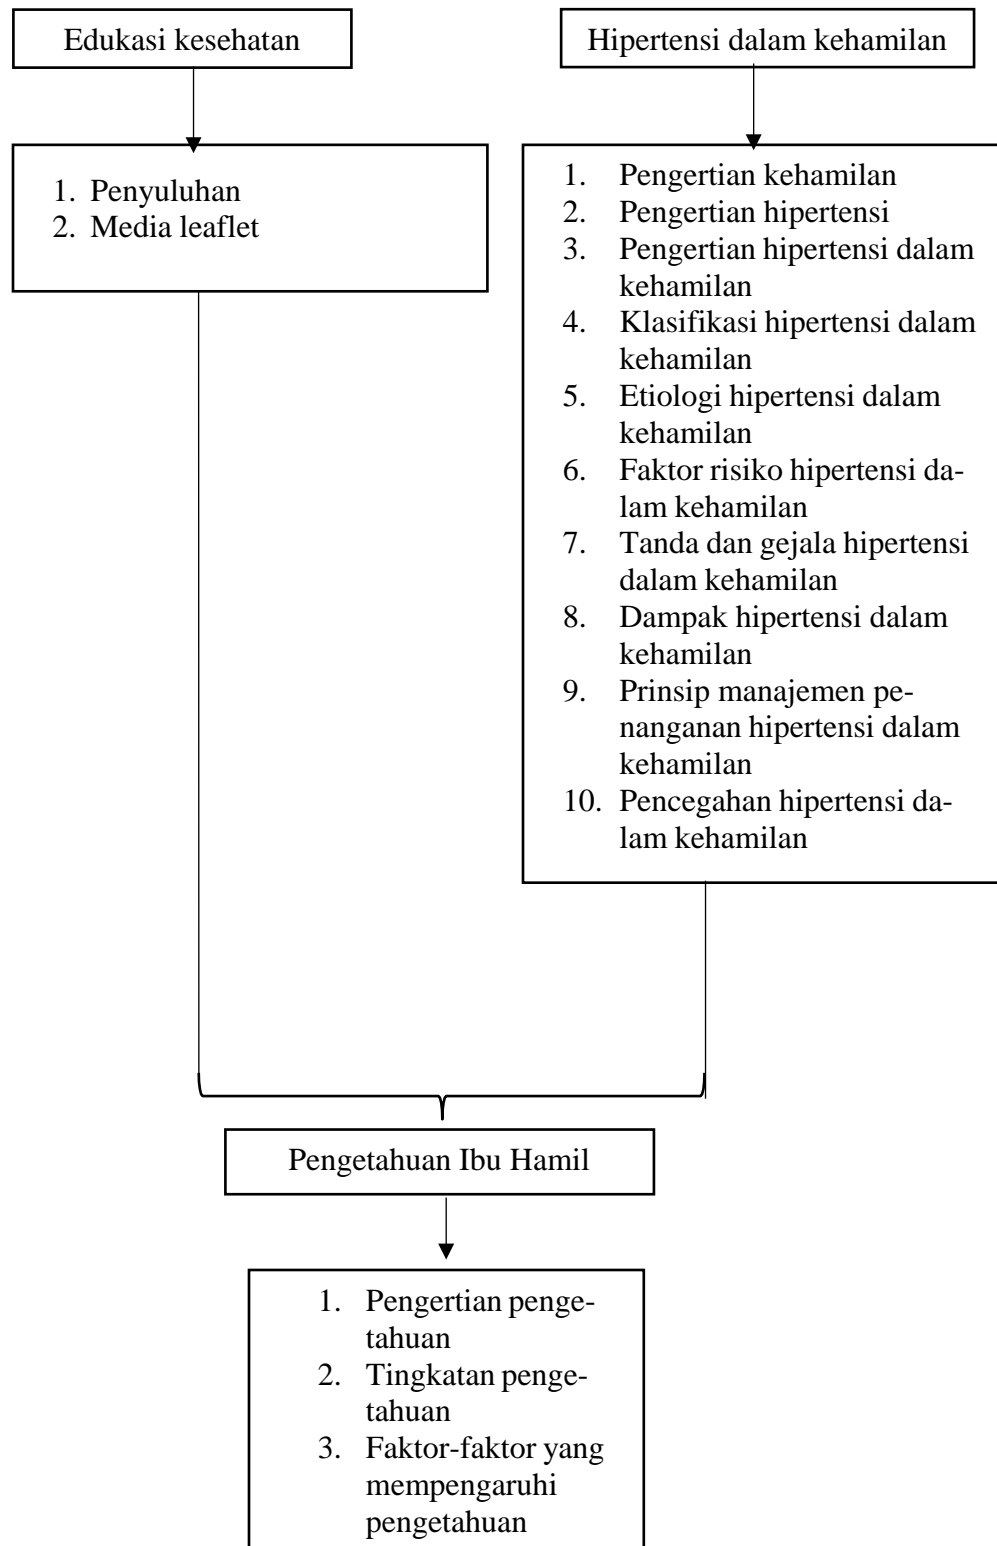 Edukasi kesehatan
Hipertensi dalam kehamilan
1. Penyuluhan
2. Media leaflet
1. Pengertian kehamilan
2. Pengertian hipertensi
3. Pengertian hipertensi dalam
kehamilan
4. Klasifikasi hipertensi dalam
kehamilan
5. Etiologi hipertensi dalam
kehamilan
6. Faktor risiko hipertensi da-
lam kehamilan
7. Tanda dan gejala hipertensi
dalam kehamilan
8. Dampak hipertensi dalam
kehamilan
9. Prinsip manajemen pe-
nanganan hipertensi dalam
kehamilan
10. Pencegahan hipertensi da-
lam kehamilan
Pengetahuan Ibu Hamil
1. Pengertian penge-
tahuan
2. Tingkatan penge-
tahuan
3. Faktor-faktor yang
mempengaruhi
pengetahuan